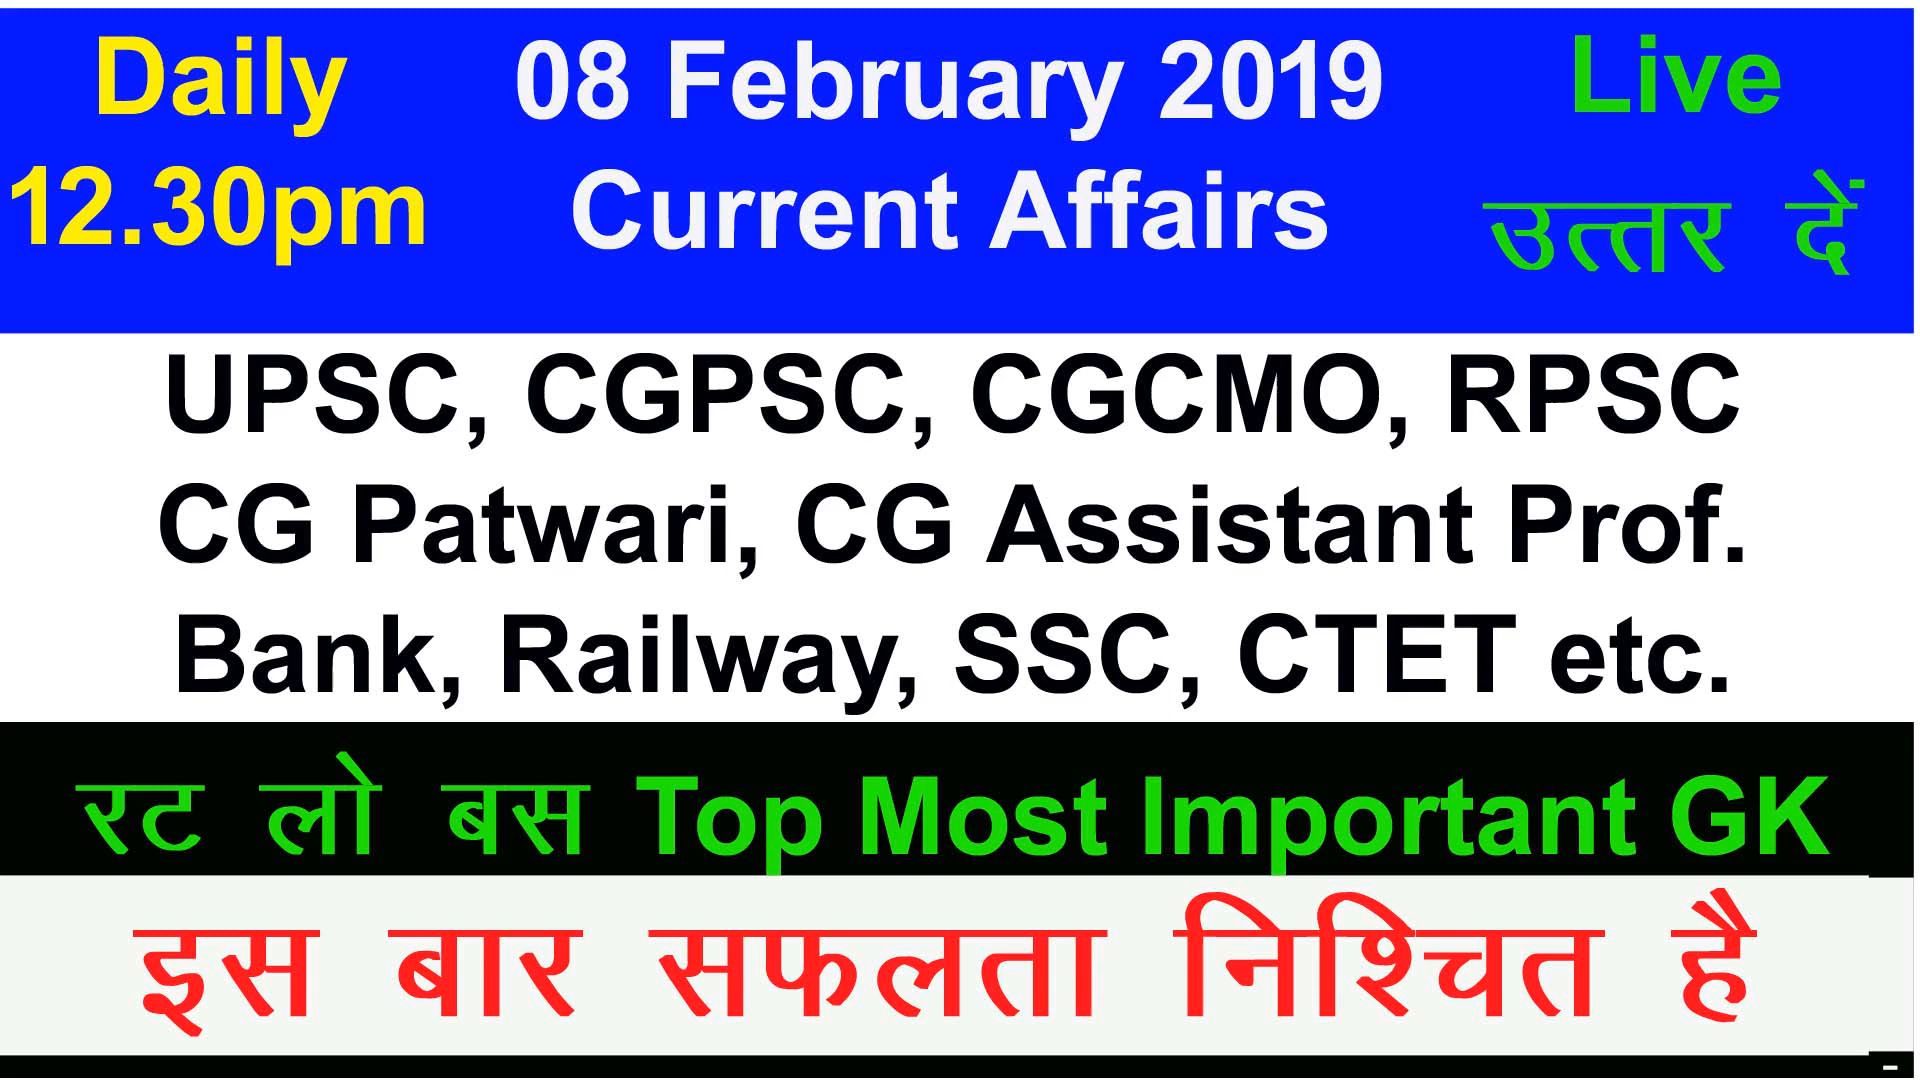 Daily 08 February 2019 Live
12.30pm Current Affairs उत्तर दें
UPSC, CGPSC, CGCMO, RPSC
CG Patwari, CG Assistant Prof.
Bank, Railway, SSC, CTET etc.
रट लो बस Top Most Important GK
इस बार सफलता निश्चित है
-